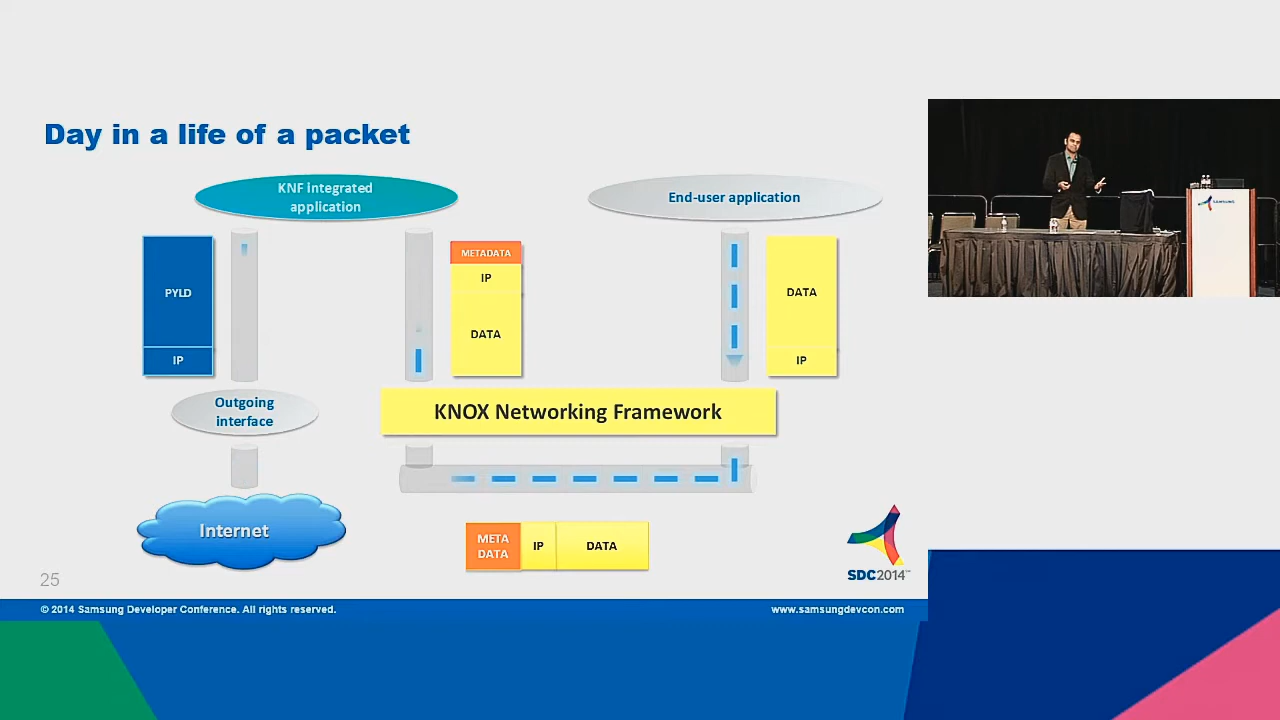 Day in a life of a packet
KNF integrated
application
End-user application
PYLD
IP
METADATA
IP
DATA
DATA
IP
Outgoing
interface
KNOX Networking Framework
Internet
META
DATA
IP
DATA
SDC2014™
25
© 2014 Samsung Developer Conference. All rights reserved.
www.samsungdevcon.com
SAMSUNG